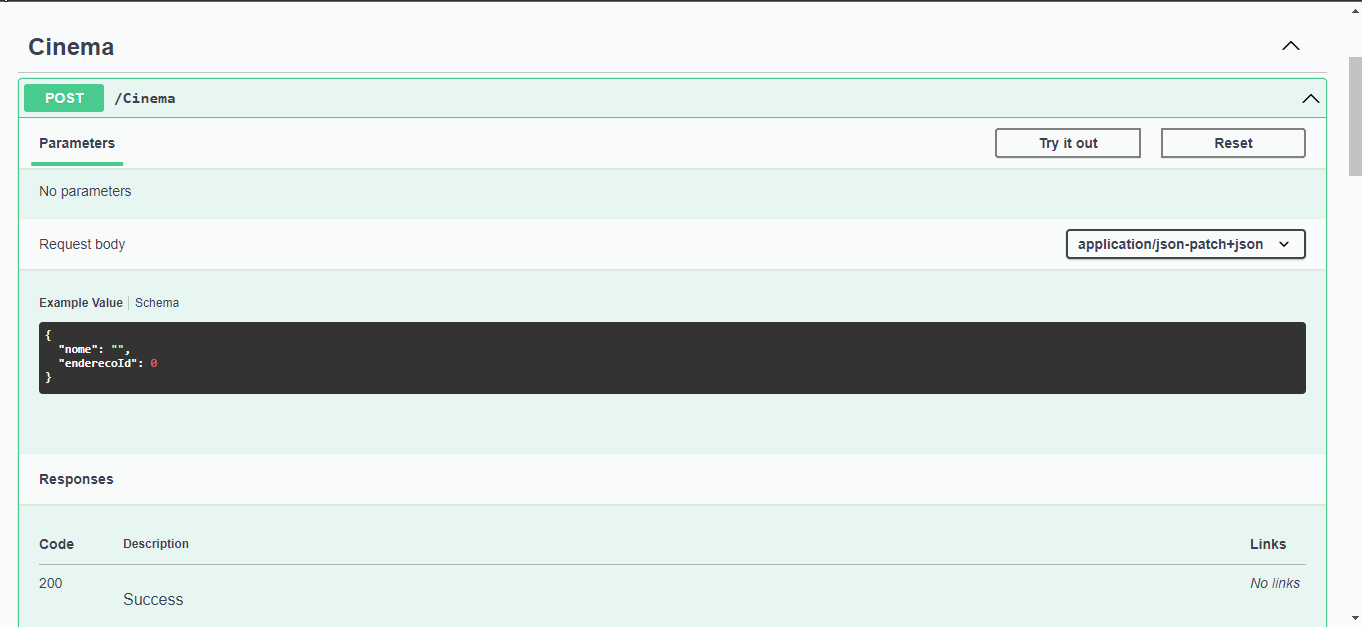 Cinema
POST /Cinema
Parameters Try it out Reset
No parameters
Request body application/json-patch+json
Example Value Schema
{
"nome": "",
"enderecoId": 0
}
Responses
Code Description Links
200 Success No links